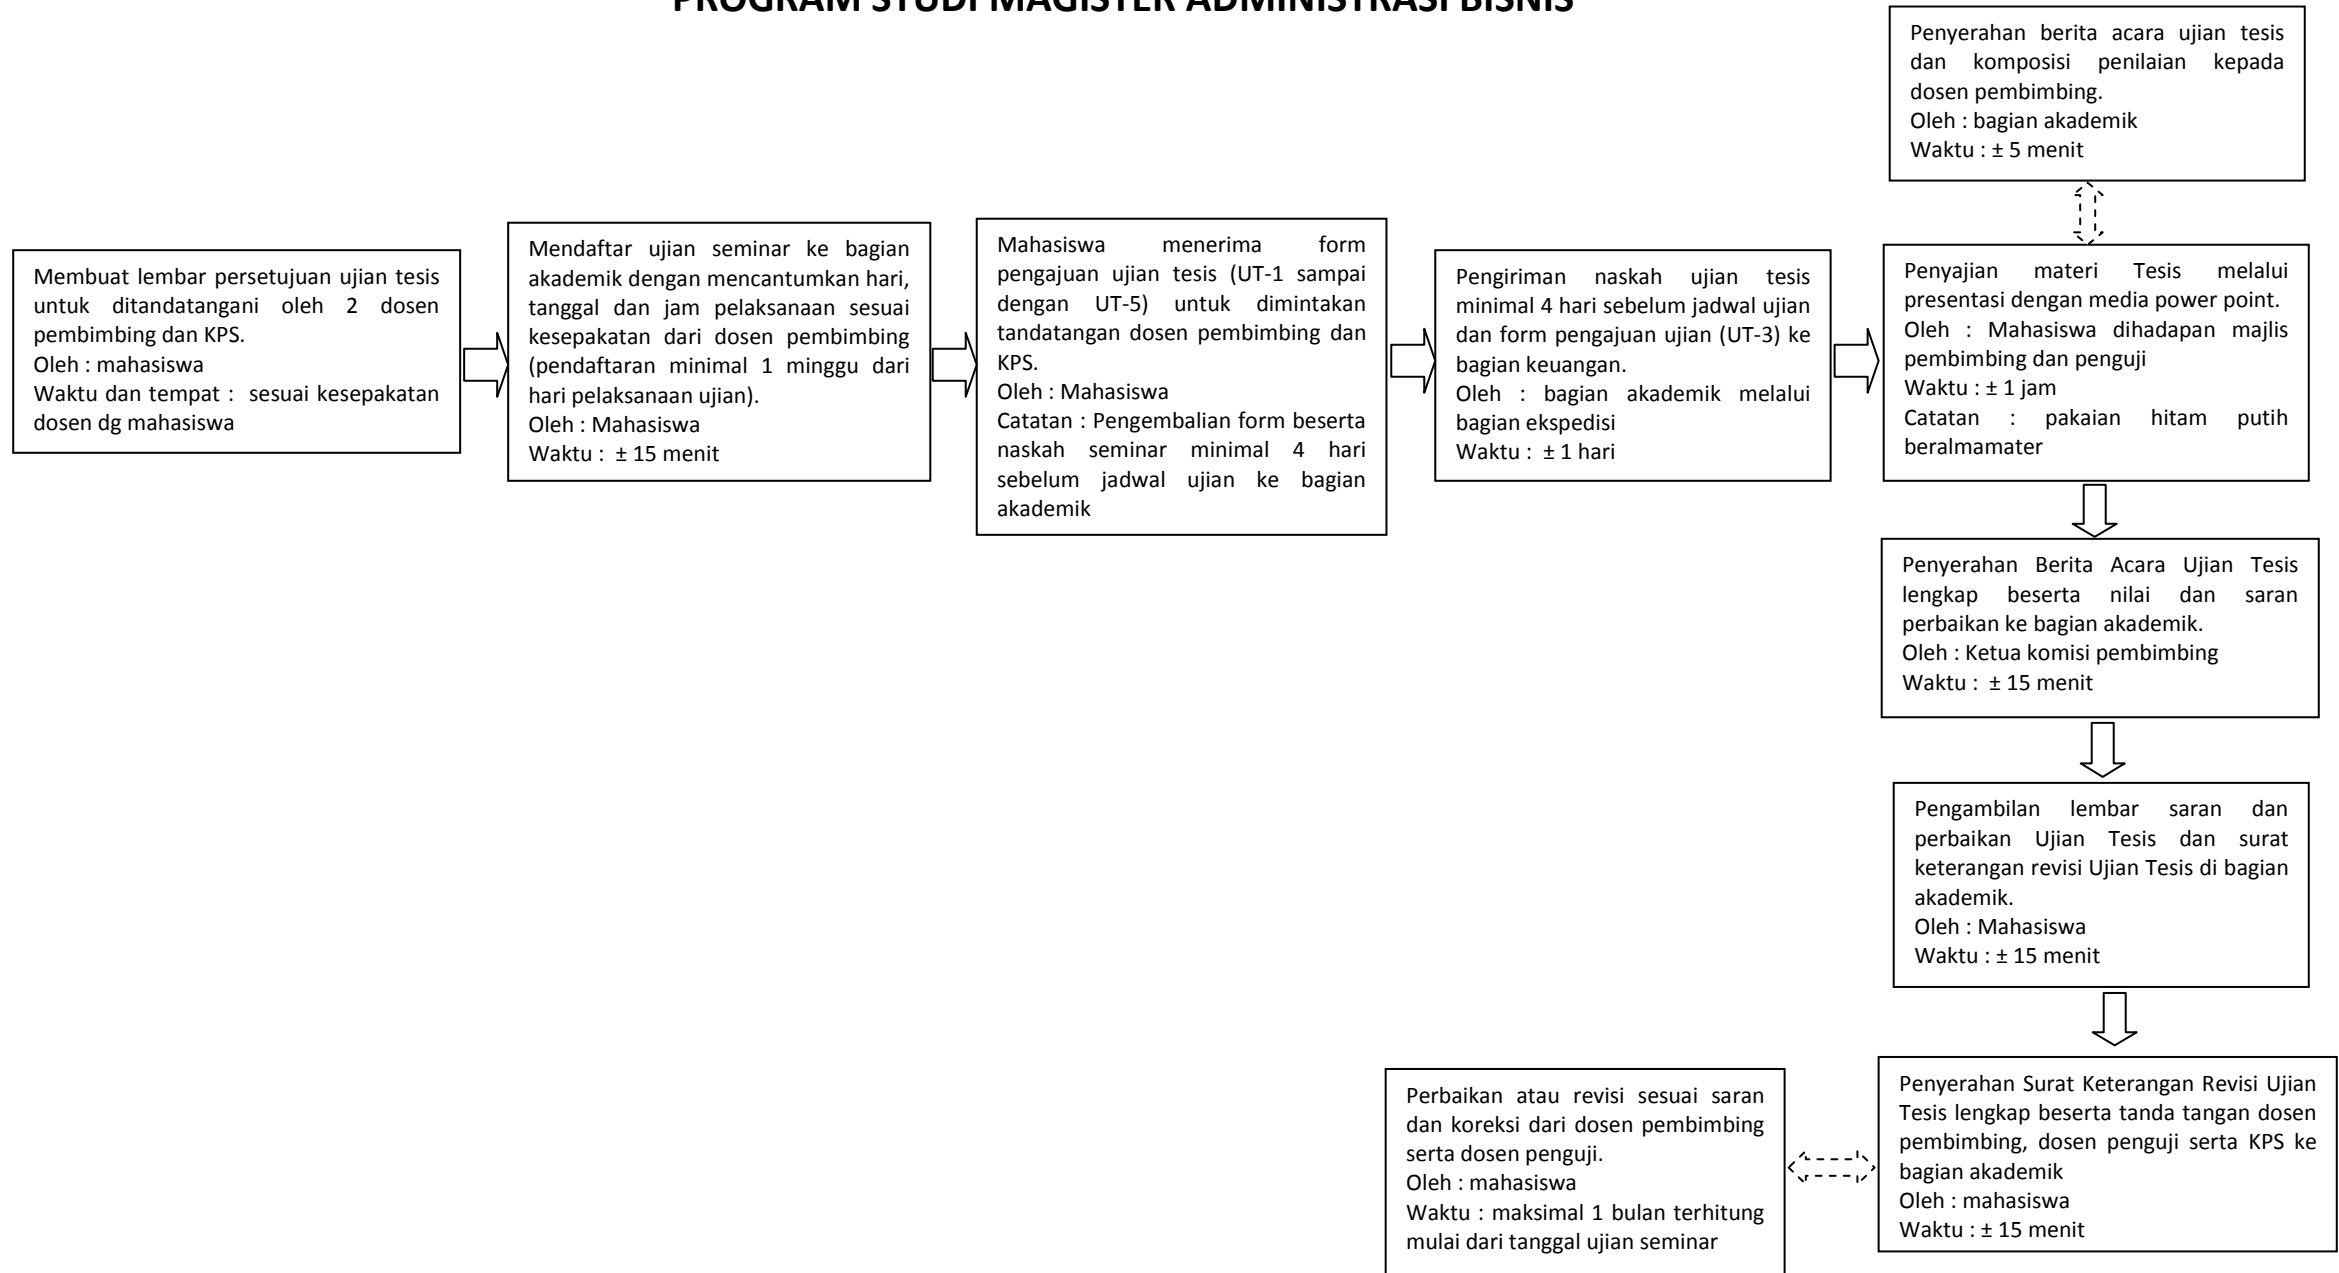 PROGRAM STUDI MAGISTER ADMINISTRASI BISNIS
Penyerahan berita acara ujian tesis
dan komposisi penilaian kepada
dosen pembimbing.
Oleh : bagian akademik
Waktu : ± 5 menit
Membuat lembar persetujuan ujian tesis
untuk ditandatangani oleh 2 dosen
pembimbing dan KPS.
Oleh : mahasiswa
Waktu dan tempat : sesuai kesepakatan
dosen dg mahasiswa
Mendaftar ujian seminar ke bagian
akademik dengan mencantumkan hari,
tanggal dan jam pelaksanaan sesuai
kesepakatan dari dosen pembimbing
(pendaftaran minimal 1 minggu dari
hari pelaksanaan ujian).
Oleh : Mahasiswa
Waktu : ± 15 menit
Mahasiswa menerima form
pengajuan ujian tesis (UT-1 sampai
dengan UT-5) untuk dimintakan
tandatangan dosen pembimbing dan
KPS.
Oleh : Mahasiswa
Catatan : Pengembalian form beserta
naskah seminar minimal 4 hari
sebelum jadwal ujian ke bagian
akademik
Pengiriman naskah ujian tesis
minimal 4 hari sebelum jadwal ujian
dan form pengajuan ujian (UT-3) ke
bagian keuangan.
Oleh : bagian akademik melalui
bagian ekspedisi
Waktu : ± 1 hari
Penyajian materi Tesis melalui
presentasi dengan media power point.
Oleh : Mahasiswa dihadapan majlis
pembimbing dan penguji
Waktu : ± 1 jam
Catatan : pakaian hitam putih
beralmamater
Penyerahan Berita Acara Ujian Tesis
lengkap beserta nilai dan saran
perbaikan ke bagian akademik.
Oleh : Ketua komisi pembimbing
Waktu : ± 15 menit
Pengambilan lembar saran dan
perbaikan Ujian Tesis dan surat
keterangan revisi Ujian Tesis di bagian
akademik.
Oleh : Mahasiswa
Waktu : ± 15 menit
Penyerahan Surat Keterangan Revisi Ujian
Tesis lengkap beserta tanda tangan dosen
pembimbing, dosen penguji serta KPS ke
bagian akademik
Oleh : mahasiswa
Waktu : ± 15 menit
Perbaikan atau revisi sesuai saran
dan koreksi dari dosen pembimbing
serta dosen penguji.
Oleh : mahasiswa
Waktu : maksimal 1 bulan terhitung
mulai dari tanggal ujian seminar